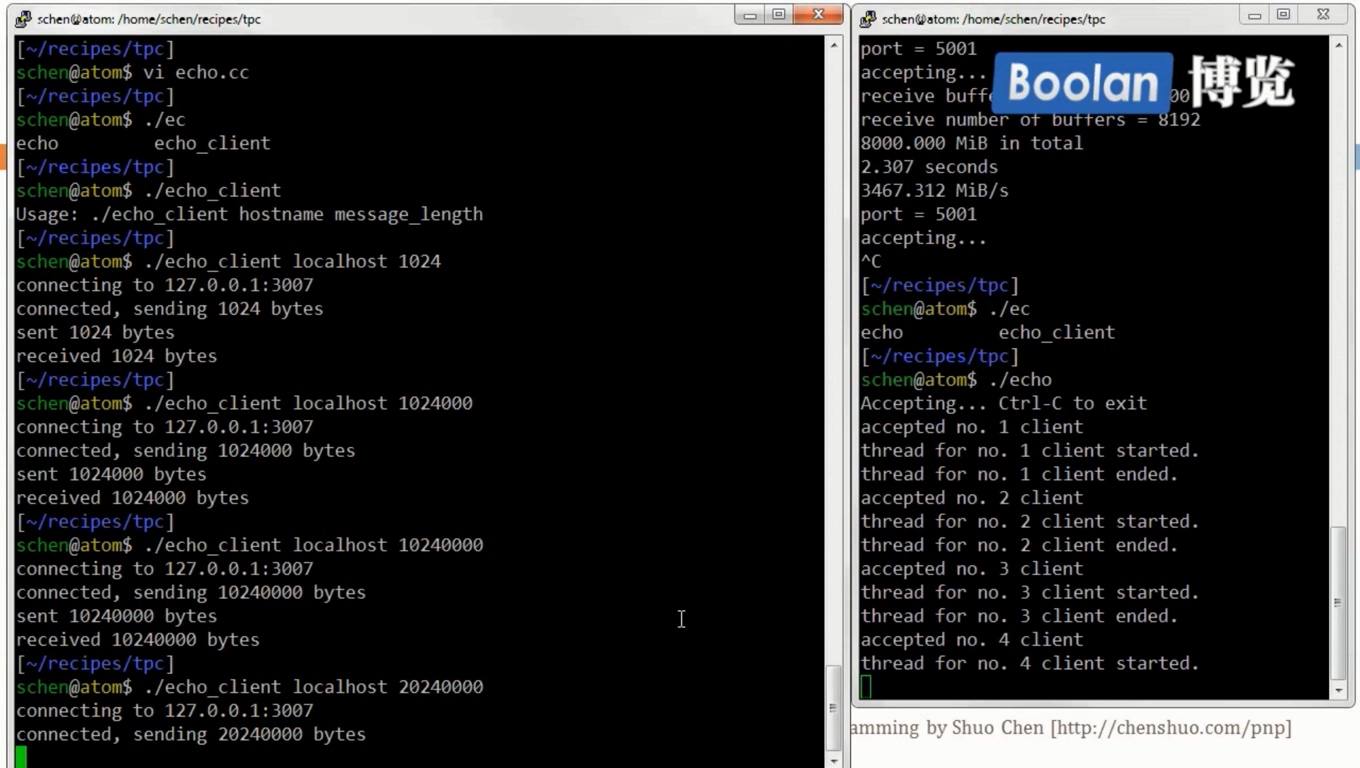 schen@atom: /home/schen/recipes/tpc
[~/recipes/tpc]
schen@atom$ vi echo.cc
[~/recipes/tpc]
schen@atom$ ./ec
echo echo_client
[~/recipes/tpc]
schen@atom$ ./echo_client
Usage: ./echo_client hostname message_length
[~/recipes/tpc]
schen@atom$ ./echo_client localhost 1024
connecting to 127.0.0.1:3007
connected, sending 1024 bytes
sent 1024 bytes
received 1024 bytes
[~/recipes/tpc]
schen@atom$ ./echo_client localhost 1024000
connecting to 127.0.0.1:3007
connected, sending 1024000 bytes
sent 1024000 bytes
received 1024000 bytes
[~/recipes/tpc]
schen@atom$ ./echo_client localhost 10240000
connecting to 127.0.0.1:3007
connected, sending 10240000 bytes
sent 10240000 bytes
received 10240000 bytes
[~/recipes/tpc]
schen@atom$ ./echo_client localhost 20240000
connecting to 127.0.0.1:3007
connected, sending 20240000 bytes
schen@atom: /home/schen/recipes/tpc
port = 5001
accepting...
Boolan 博览
receive
receive number of buffers = 8192
8000.000 MiB in total
2.307 seconds
3467.312 MiB/s
port = 5001
accepting...
^C
[~/recipes/tpc]
schen@atom$ ./ec
echo echo_client
[~/recipes/tpc]
schen@atom$ ./echo
Accepting... Ctrl-C to exit
accepted no. 1 client
thread for no. 1 client started.
thread for no. 1 client ended.
accepted no. 2 client
thread for no. 2 client started.
thread for no. 2 client ended.
accepted no. 3 client
thread for no. 3 client started.
thread for no. 3 client ended.
accepted no. 4 client
thread for no. 4 client started.
amming by Shuo Chen [http://chenshuo.com/pnp]